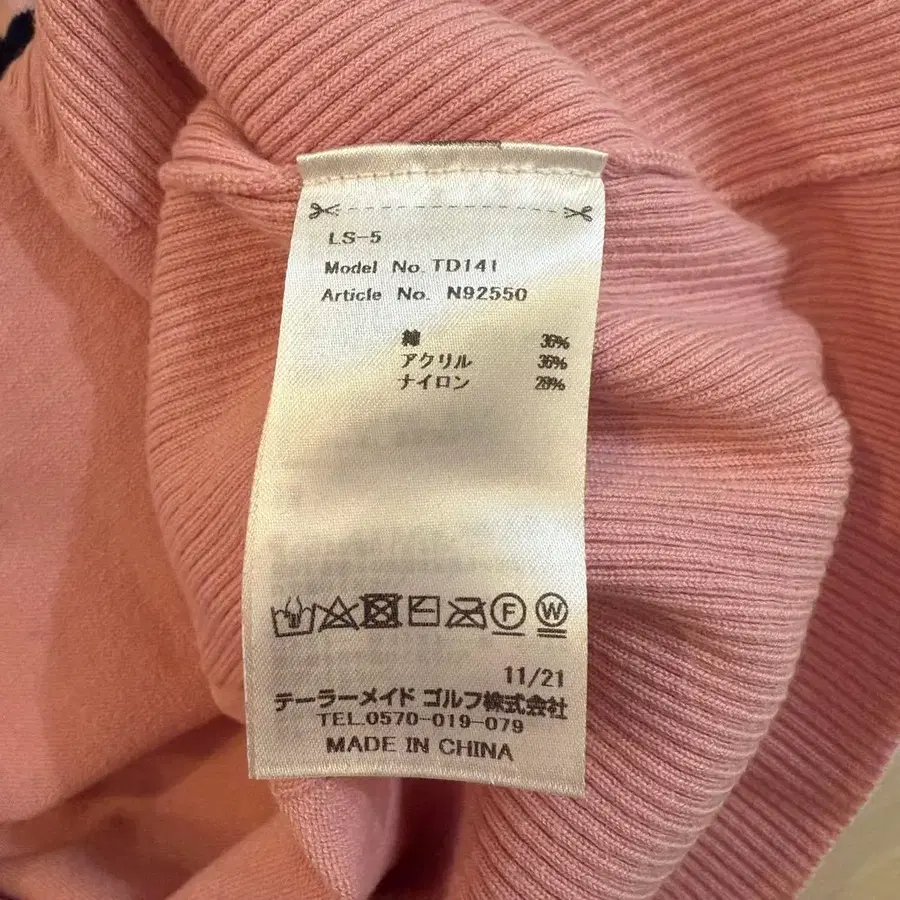 LS-5
Model No. TD141
Article No. N92550
綿 36%
アクリル 36%
ナイロン 28%
F W
11/21
テーラーメイド ゴルフ株式会社
TEL.0570-019-079
MADE IN CHINA